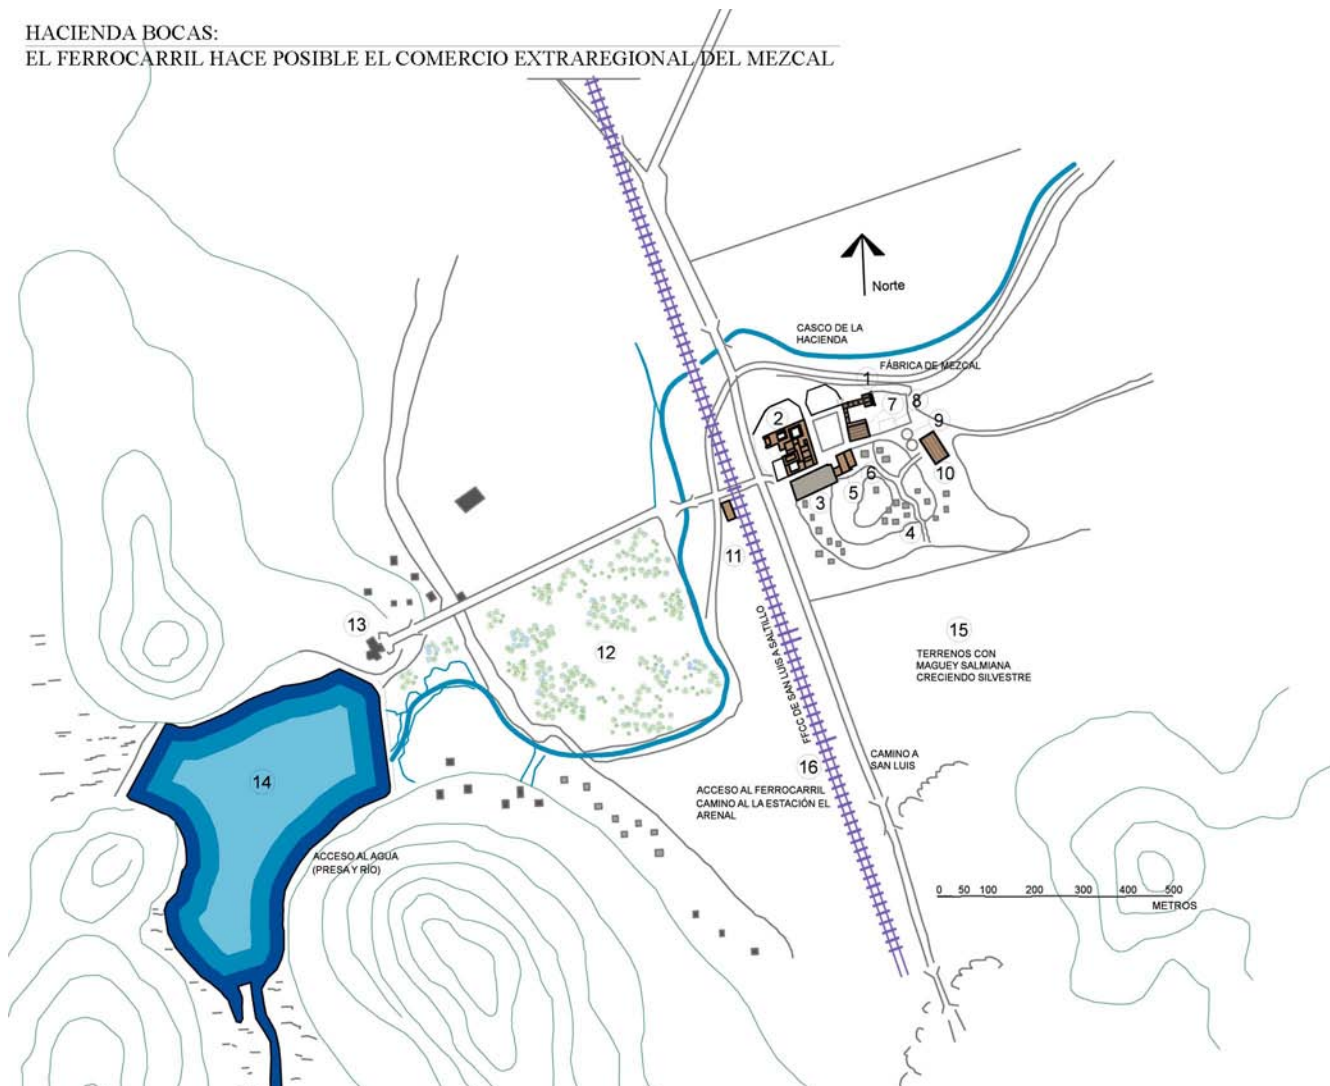 HACIENDA BOCAS:
EL FERROCARRIL HACE POSIBLE EL COMERCIO EXTRAREGIONAL DEL MEZCAL
Norte
CASCO DE LA
HACIENDA
FÁBRICA DE MEZCAL
1
2
7
8
9
10
3
5
6
4
11
12
13
14
FFCC DE SAN LUIS A SALTILLO
15
TERRENOS CON
MAGUEY SALMIANA
CRECIENDO SILVESTRE
CAMINO A
SAN LUIS
16
ACCESO AL FERROCARRIL
CAMINO AL LA ESTACIÓN EL
ARENAL
ACCESO AL AGUA
(PRESA Y RÍO)
0 50 100 200 300 400 500
METROS